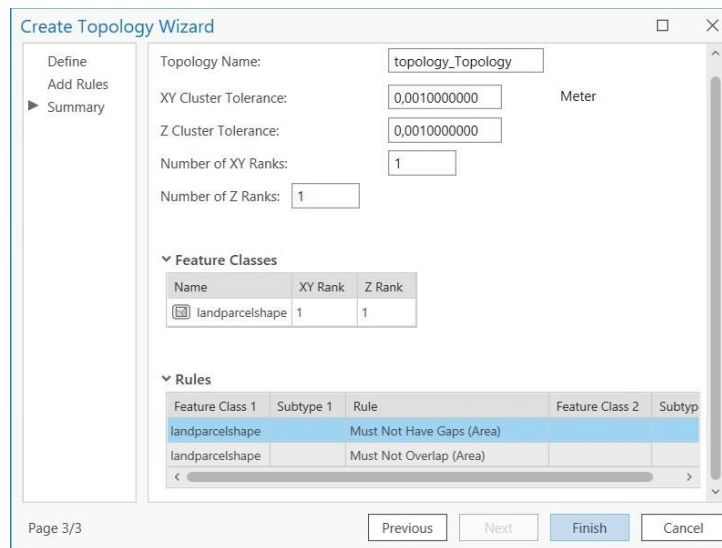 Create Topology Wizard
Define
Add Rules
Summary
Topology Name: topology_Topology
XY Cluster Tolerance: 0,0010000000 Meter
Z Cluster Tolerance: 0,0010000000
Number of XY Ranks: 1
Number of Z Ranks: 1
Feature Classes
Name XY Rank Z Rank
landparcelshape 1 1
Rules
Feature Class 1 Subtype 1 Rule Feature Class 2 Subtyp
landparcelshape Must Not Have Gaps (Area)
landparcelshape Must Not Overlap (Area)
Page 3/3 Previous Next Finish Cancel